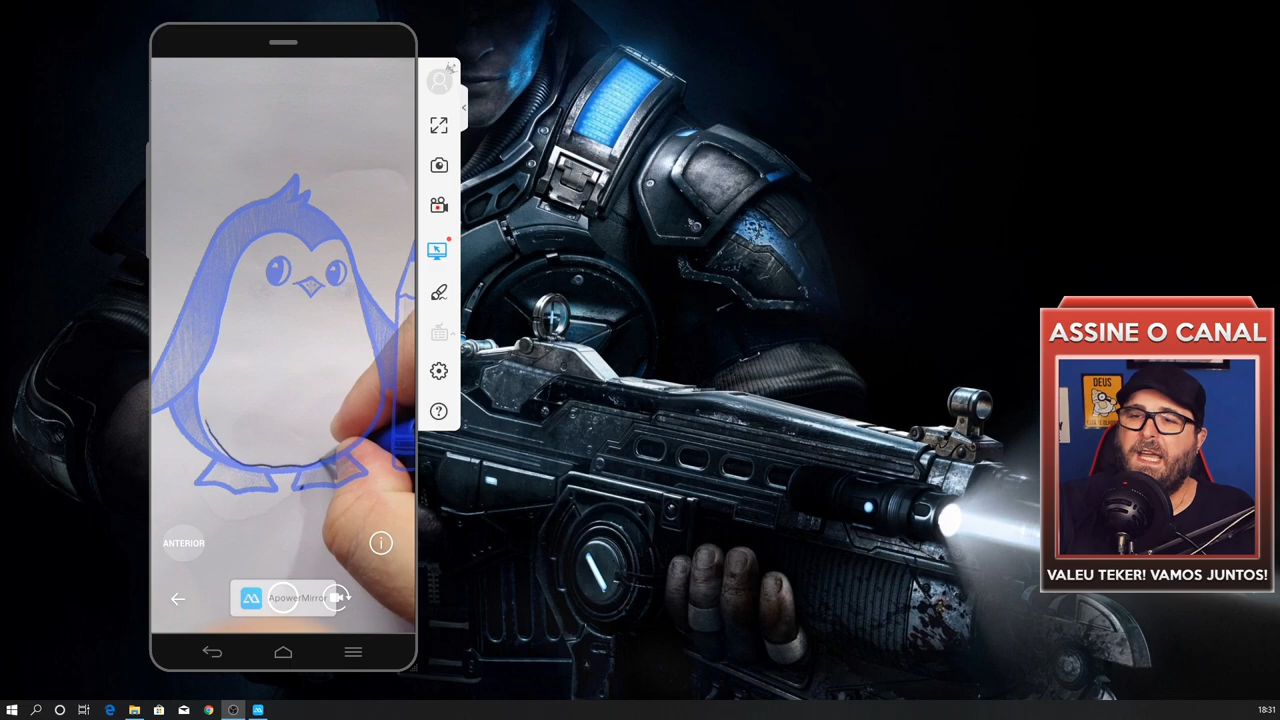 ANTERIOR
ApowerMirror
ASSINE O CANAL
DEUS
VALEU TEKER! VAMOS JUNTOS!
18:31